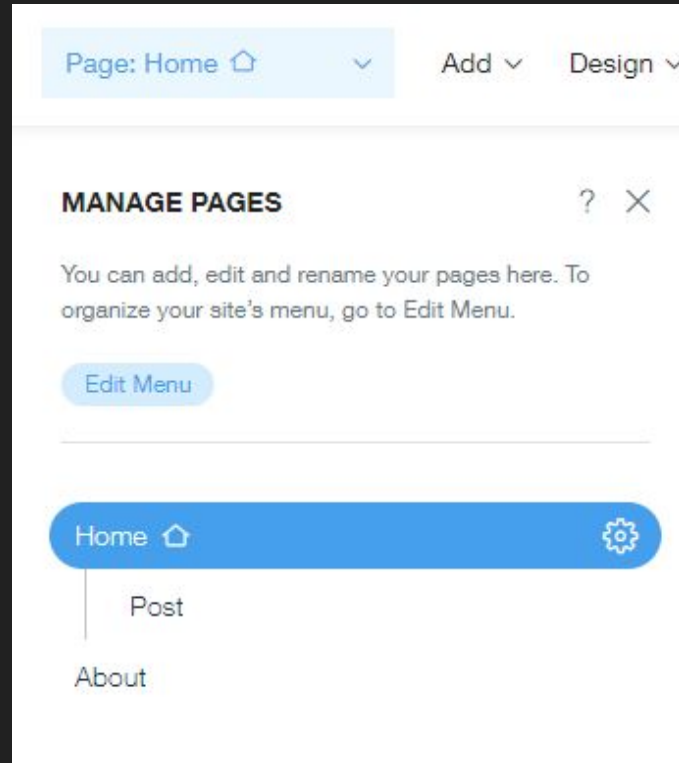 Page: Home Add Design
MANAGE PAGES ?
You can add, edit and rename your pages here. To
organize your site's menu, go to Edit Menu.
Edit Menu
Home
Post
About